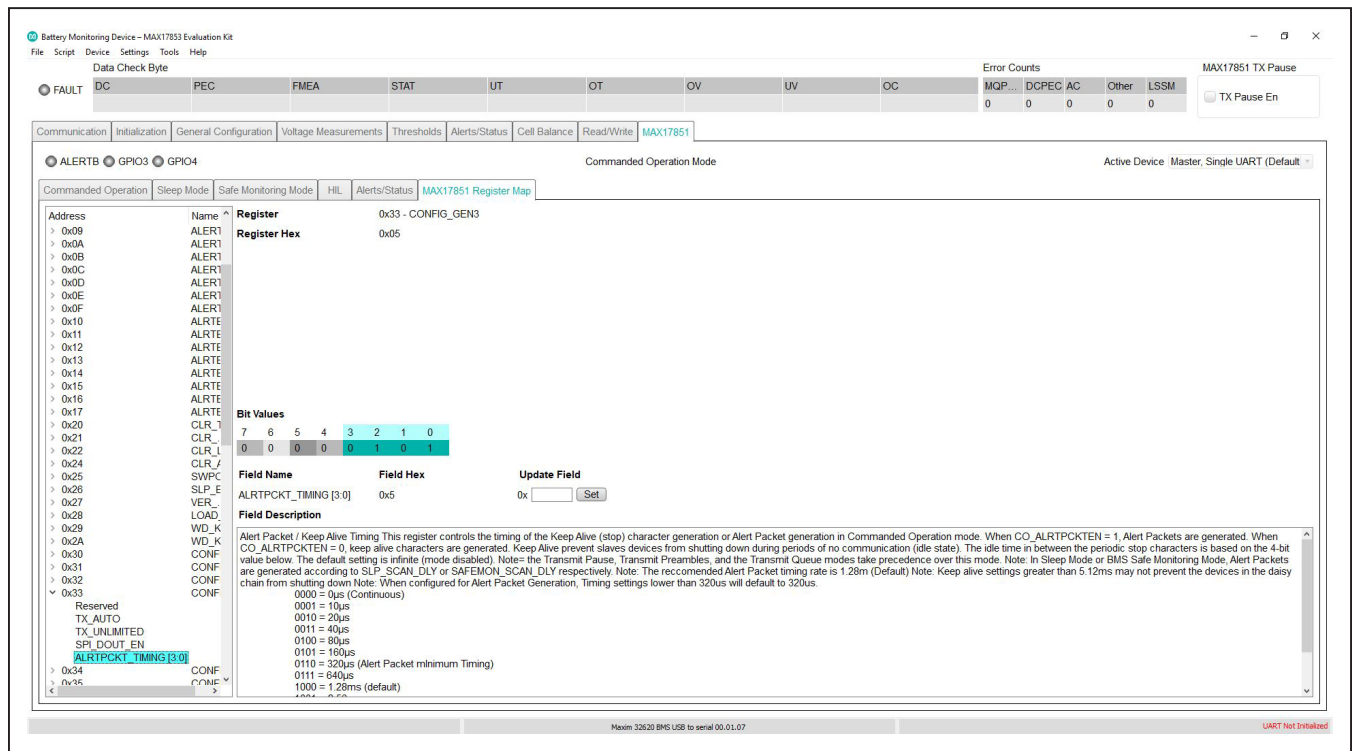 Battery Monitoring Device – MAX17853 Evaluation Kit
File Script Device Settings Tools Help
Data Check Byte Error Counts MAX17851 TX Pause
FAULT DC PEC FMEA STAT UT OT OV UV OC MQP... DCPEC AC Other LSSM
0 0 0 0 0
TX Pause En
Communication Initialization General Configuration Voltage Measurements Thresholds Alerts/Status Cell Balance Read/Write MAX17851
ALERTB GPIO3 GPIO4 Commanded Operation Mode Active Device Master, Single UART (Default
Commanded Operation Sleep Mode Safe Monitoring Mode HIL Alerts/Status MAX17851 Register Map
Address Name
0x09 ALERT
0x0A ALERT
0x0B ALERT
0x0C ALERT
0x0D ALERT
0x0E ALERT
0x0F ALERT
0x10 ALRTE
0x11 ALRTE
0x12 ALRTE
0x13 ALRTE
0x14 ALRTE
0x15 ALRTE
0x16 ALRTE
0x17 ALRTE
0x20 CLR_T
0x21 CLR_.
0x22 CLR_L
0x24 CLR_A
0x25 SWPC
0x26 SLP_E
0x27 VER_.
0x28 LOAD_
0x29 WD_K
0x2A WD_K
0x30 CONF
0x31 CONF
0x32 CONF
0x33 CONF
Reserved
TX_AUTO
TX_UNLIMITED
SPI_DOUT_EN
ALRTPCKT_TIMING [3:0]
0x34 CONF
0x35 CONF
Register 0x33 - CONFIG_GEN3
Register Hex 0x05
Bit Values
7 6 5 4 3 2 1 0
0 0 0 0 0 1 0 1
Field Name Field Hex Update Field
ALRTPCKT_TIMING [3:0] 0x5 0x Set
Field Description
Alert Packet / Keep Alive Timing This register controls the timing of the Keep Alive (stop) character generation or Alert Packet generation in Commanded Operation mode. When CO_ALRTPCKTEN = 1, Alert Packets are generated. When
CO_ALRTPCKTEN = 0, keep alive characters are generated. Keep Alive prevent slaves devices from shutting down during periods of no communication (idle state). The idle time in between the periodic stop characters is based on the 4-bit
value below. The default setting is infinite (mode disabled). Note= the Transmit Pause, Transmit Preambles, and the Transmit Queue modes take precedence over this mode. Note: In Sleep Mode or BMS Safe Monitoring Mode, Alert Packets
are generated according to SLP_SCAN_DLY or SAFEMON_SCAN_DLY respectively. Note: The reccomended Alert Packet timing rate is 1.28m (Default) Note: Keep alive settings greater than 5.12ms may not prevent the devices in the daisy
chain from shutting down Note: When configured for Alert Packet Generation, Timing settings lower than 320us will default to 320us.
0000 = 0μs (Continuous)
0001 = 10μs
0010 = 20μs
0011 = 40μs
0100 = 80μs
0101 = 160μs
0110 = 320μs (Alert Packet mInimum Timing)
0111 = 640μs
1000 = 1.28ms (default)
Maxim 32620 BMS USB to serial 00.01.07 UART Not Initialized